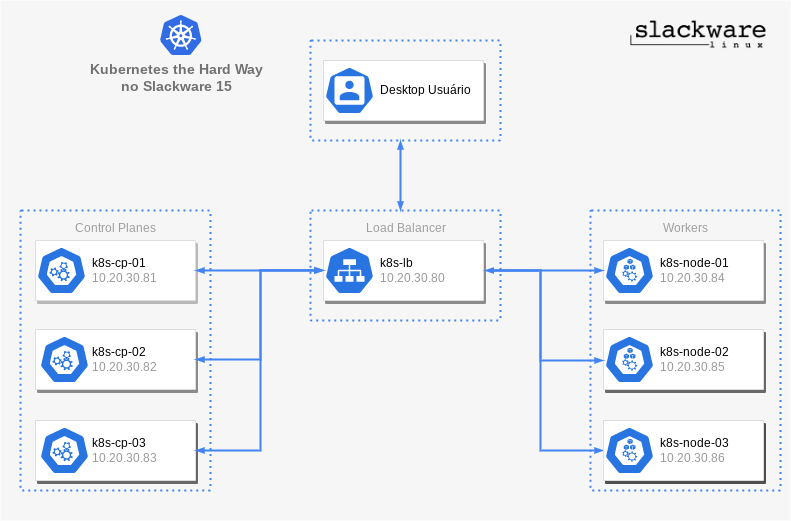 Kubernetes the Hard Way
no Slackware 15
slackware
linux
Desktop Usuário
Control Planes
k8s-cp-01
10.20.30.81
k8s-cp-02
10.20.30.82
k8s-cp-03
10.20.30.83
Load Balancer
k8s-lb
10.20.30.80
Workers
k8s-node-01
10.20.30.84
k8s-node-02
10.20.30.85
k8s-node-03
10.20.30.86